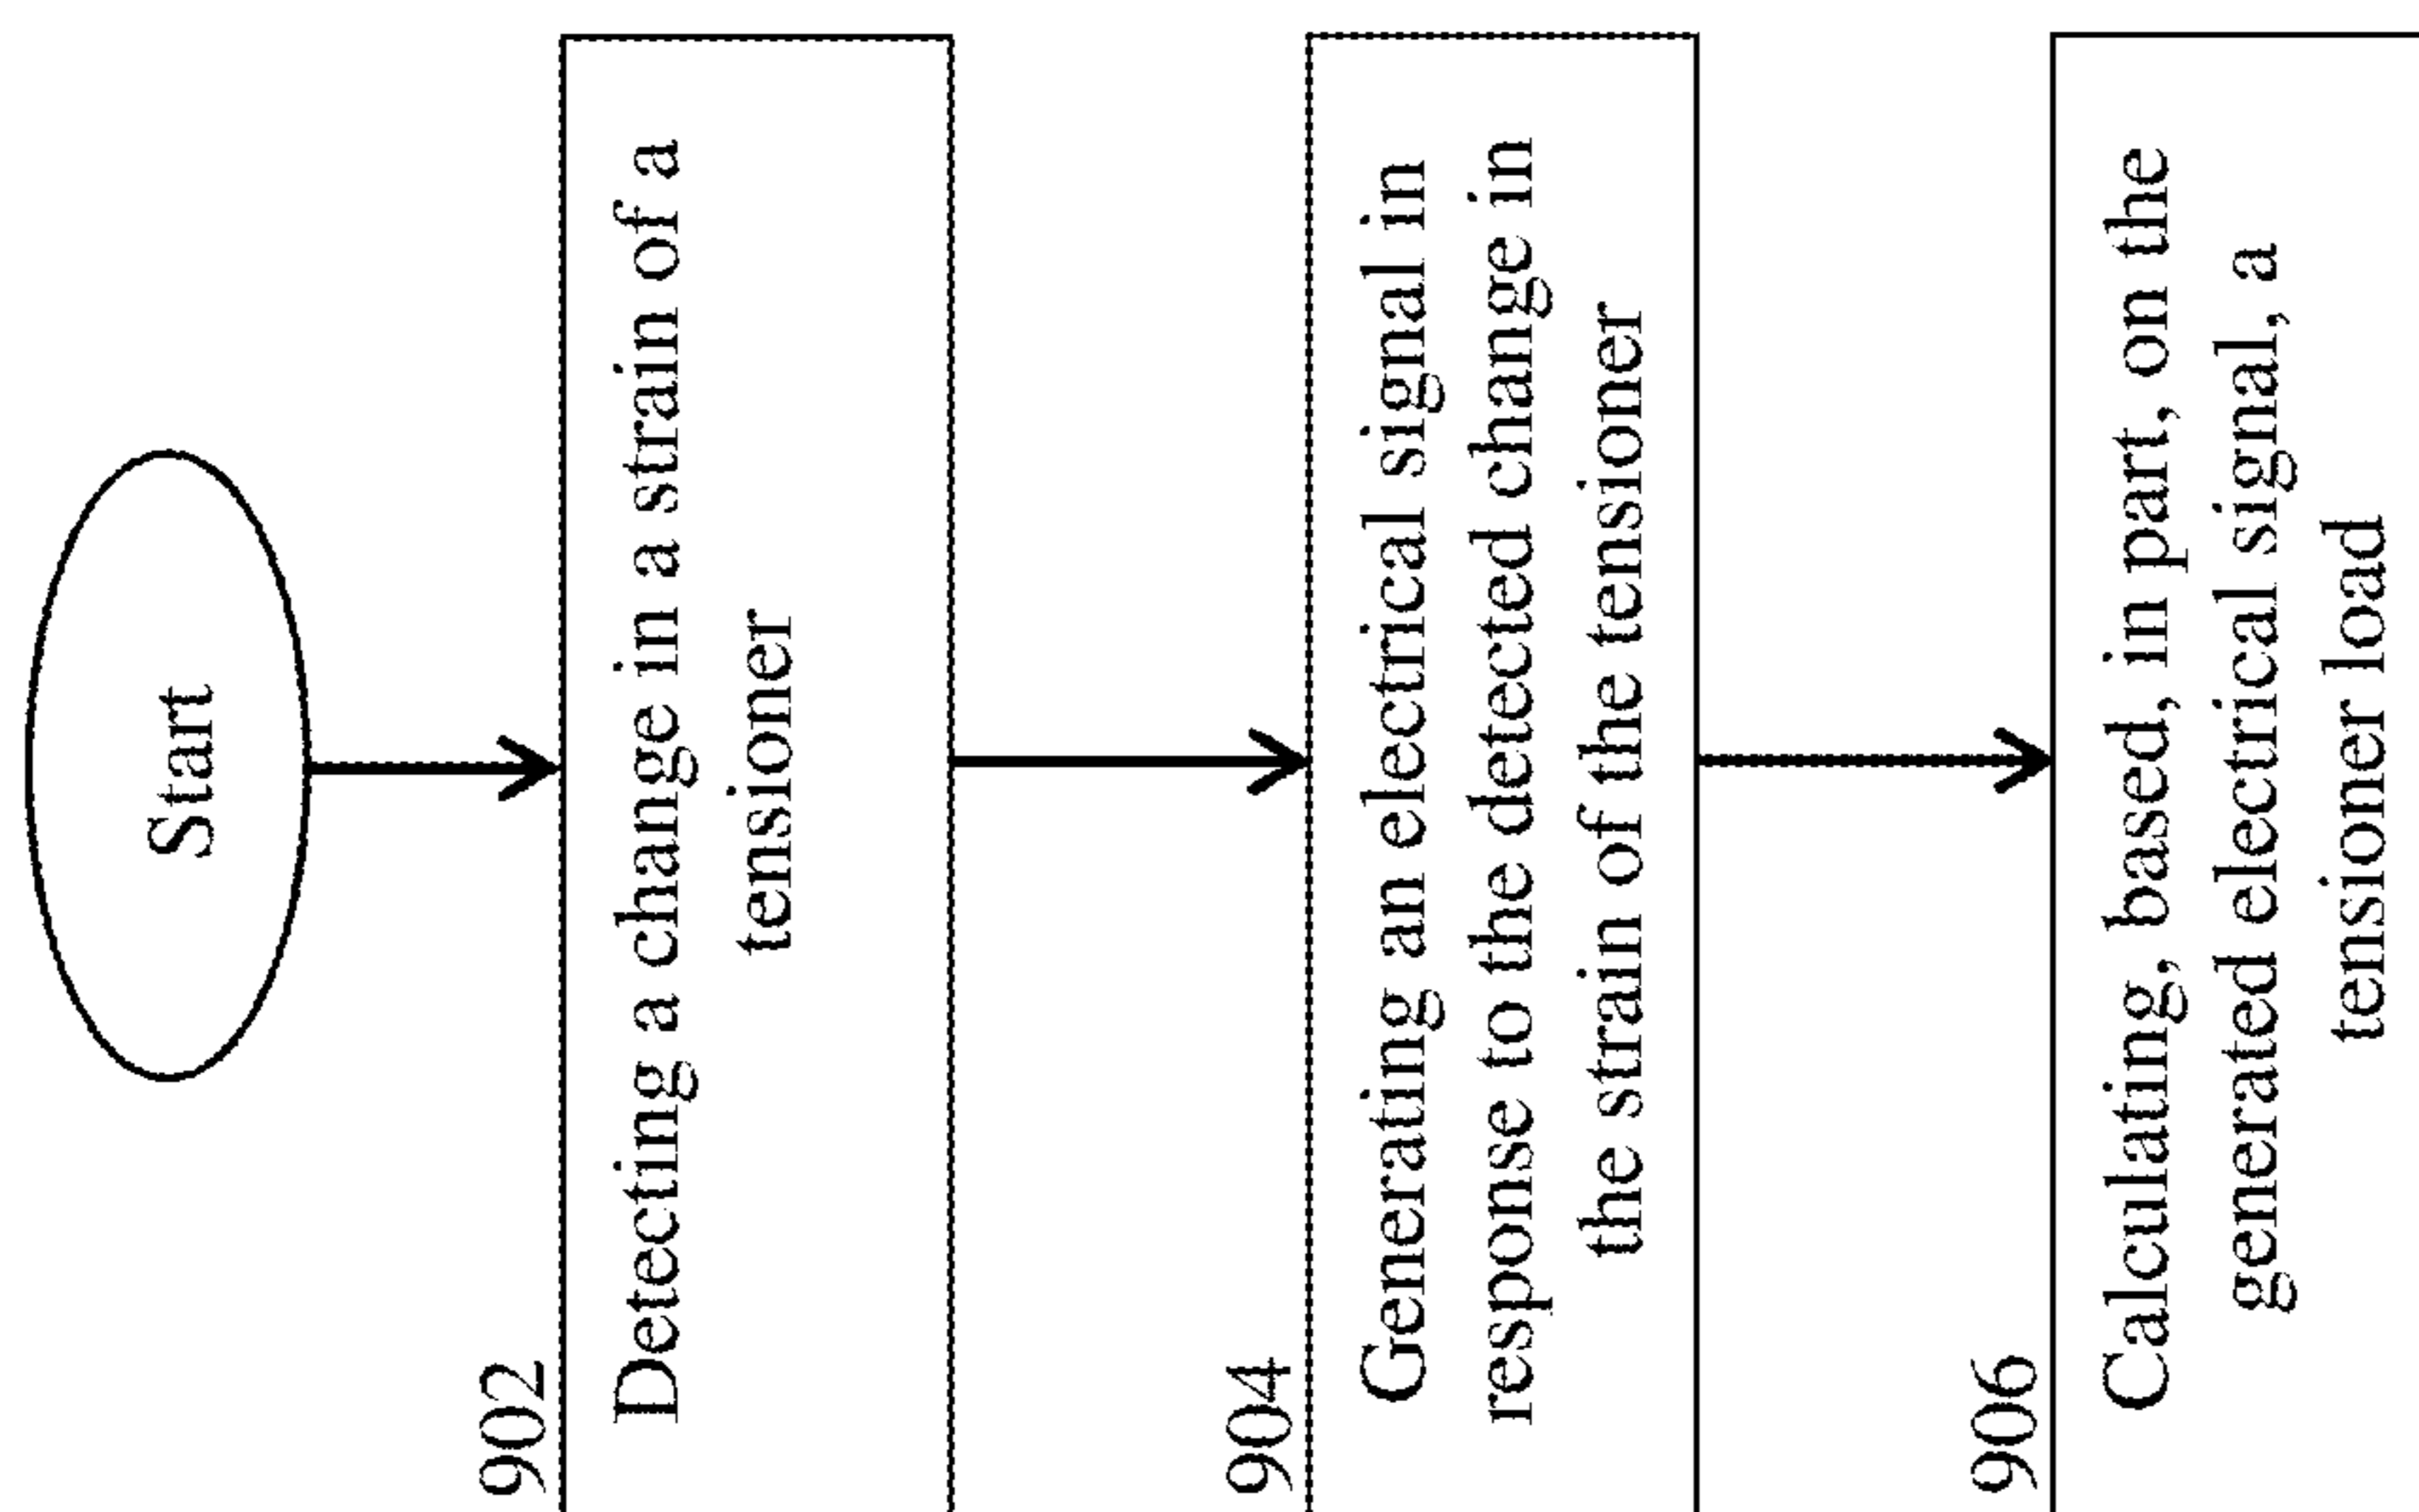 Start
902
Detecting a change in a strain of a
tensioner
904
Generating an electrical signal in
response to the detected change in
the strain of the tensioner
906
Calculating, based, in part, on the
generated electrical signal, a
tensioner load